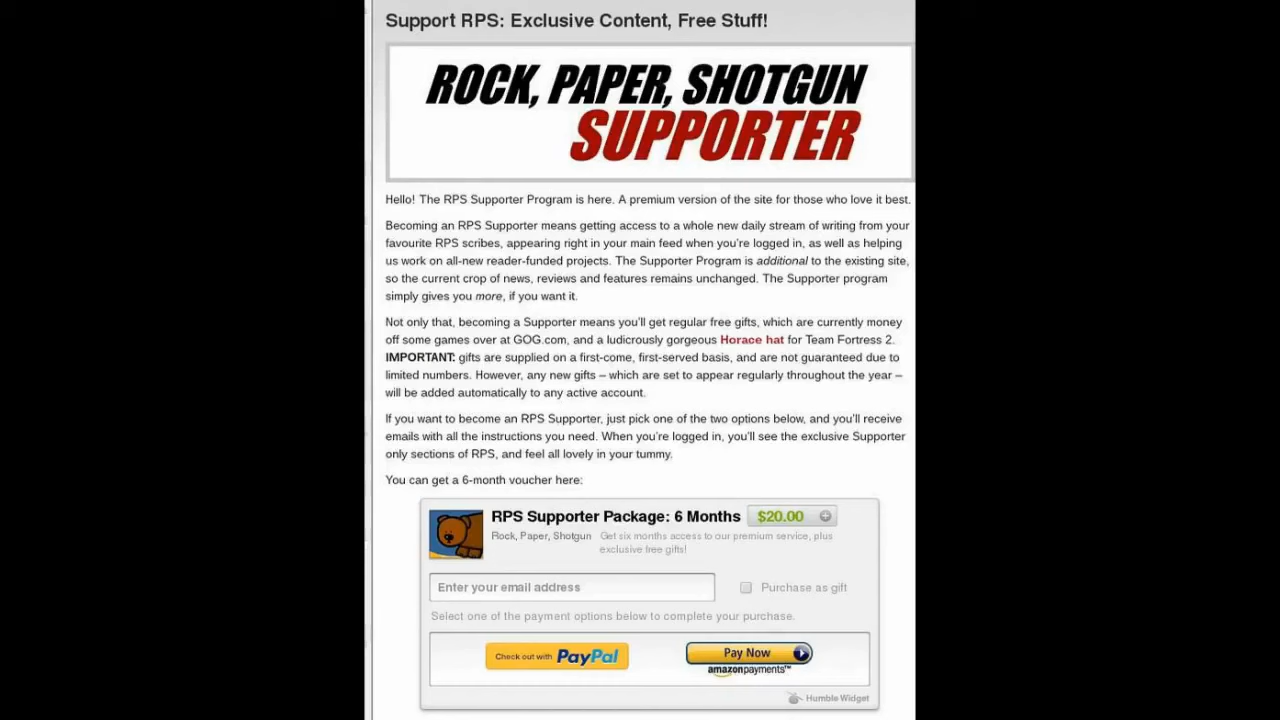 Support RPS: Exclusive Content, Free Stuff!
ROCK, PAPER, SHOTGUN
SUPPORTER
Hello! The RPS Supporter Program is here. A premium version of the site for those who love it best.
Becoming an RPS Supporter means getting access to a whole new daily stream of writing from your
favourite RPS scribes, appearing right in your main feed when you’re logged in, as well as helping
us work on all-new reader-funded projects. The Supporter Program is additional to the existing site,
so the current crop of news, reviews and features remains unchanged. The Supporter program
simply gives you more, if you want it.
Not only that, becoming a Supporter means you’ll get regular free gifts, which are currently money
off some games over at GOG.com, and a ludicrously gorgeous Horace hat for Team Fortress 2.
IMPORTANT: gifts are supplied on a first-come, first-served basis, and are not guaranteed due to
limited numbers. However, any new gifts – which are set to appear regularly throughout the year –
will be added automatically to any active account.
If you want to become an RPS Supporter, just pick one of the two options below, and you’ll receive
emails with all the instructions you need. When you’re logged in, you’ll see the exclusive Supporter
only sections of RPS, and feel all lovely in your tummy.
You can get a 6-month voucher here:
RPS Supporter Package: 6 Months $20.00
Rock, Paper, Shotgun Get six months access to our premium service, plus
exclusive free gifts!
Enter your email address Purchase as gift
Select one of the payment options below to complete your purchase.
Check out with PayPal Pay Now
amazonpayments™
Humble Widget